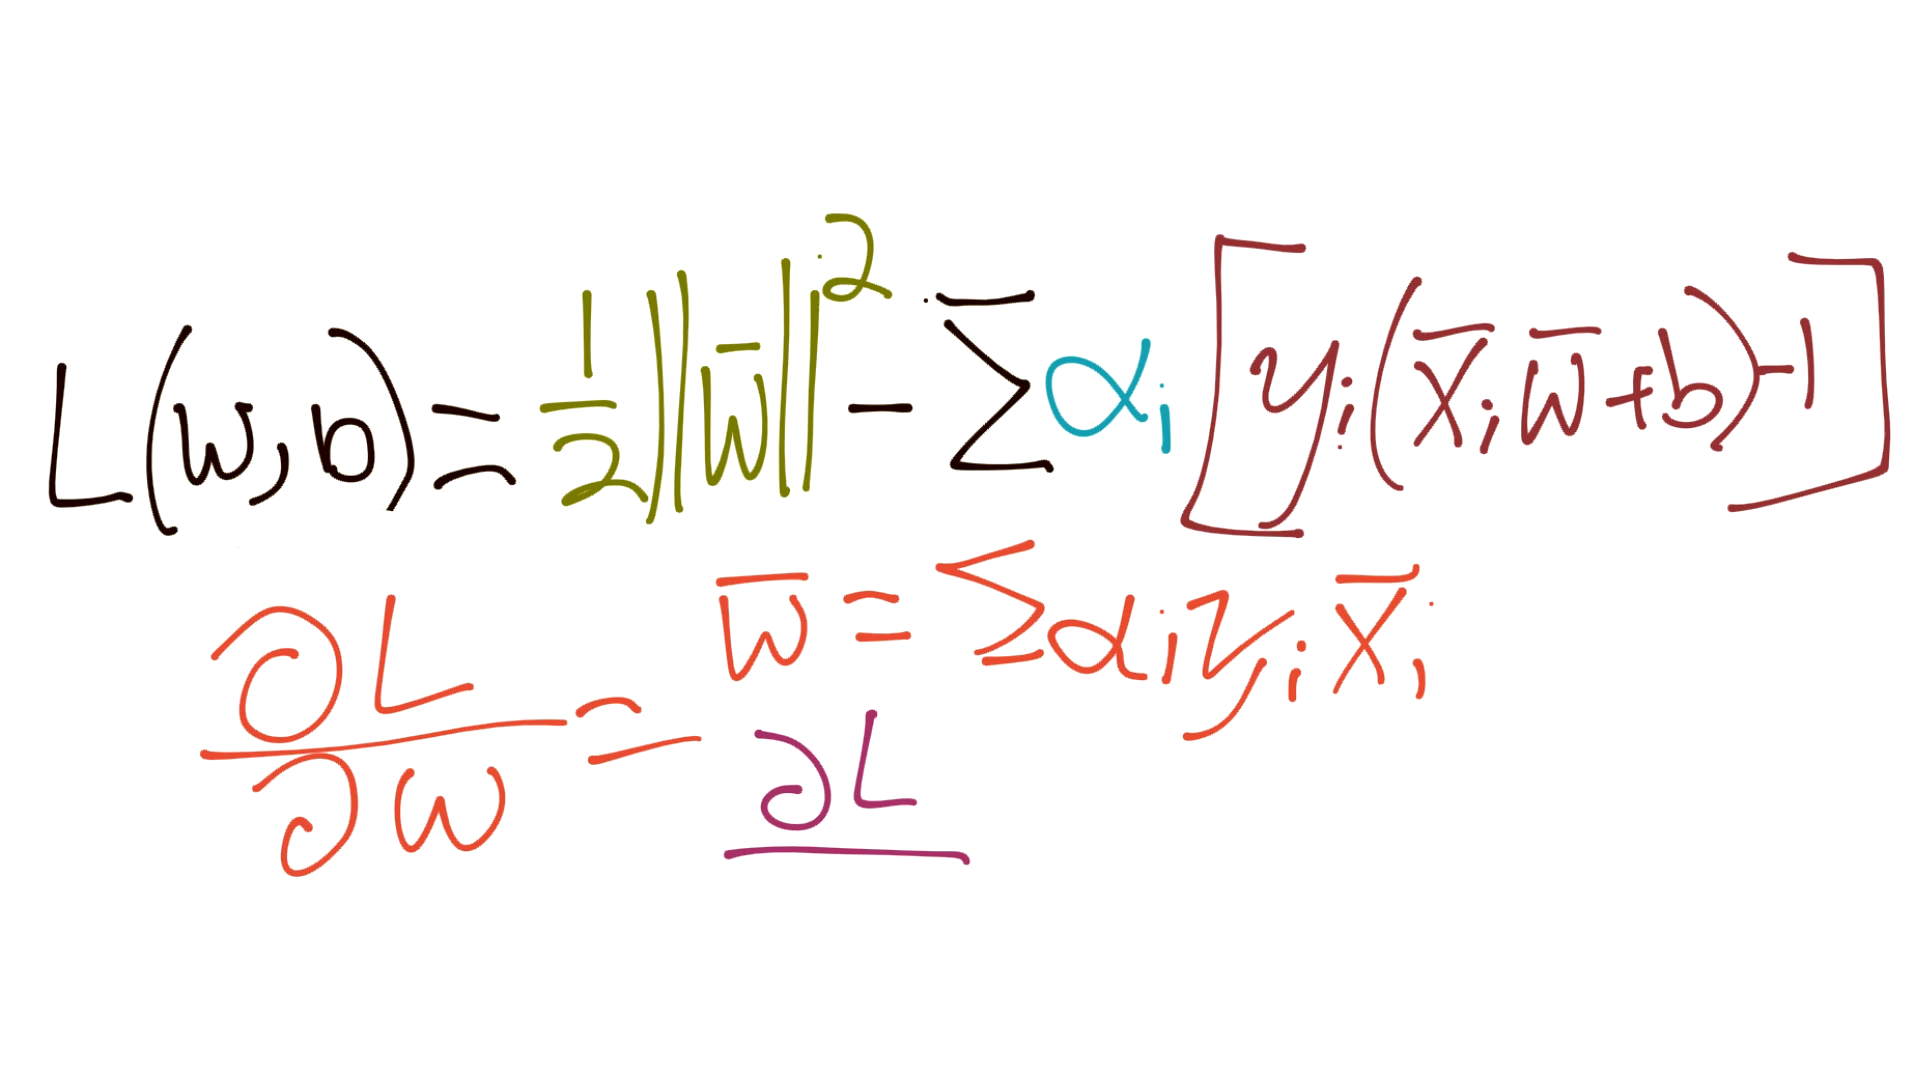 L(w,b) = 1/2 ||w̅||² - Σ αᵢ [yᵢ(x̅ᵢ w̅ + b) - 1]
∂L/∂w = w̅ = Σ αᵢ yᵢ x̅ᵢ
∂L